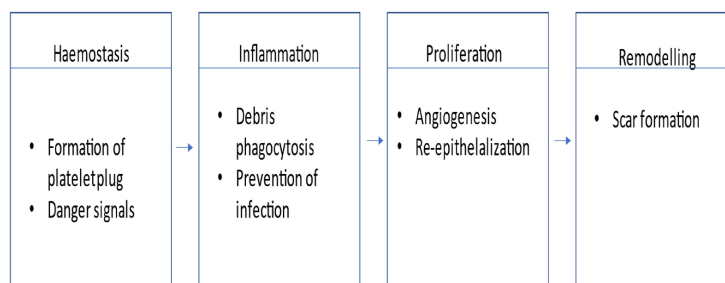 Haemostasis
• Formation of
plateletplug
• Danger signals
Inflammation
• Debris
phagocytosis
• Prevention of
infection
Proliferation
• Angiogenesis
• Re-epithelalization
Remodelling
• Scar formation